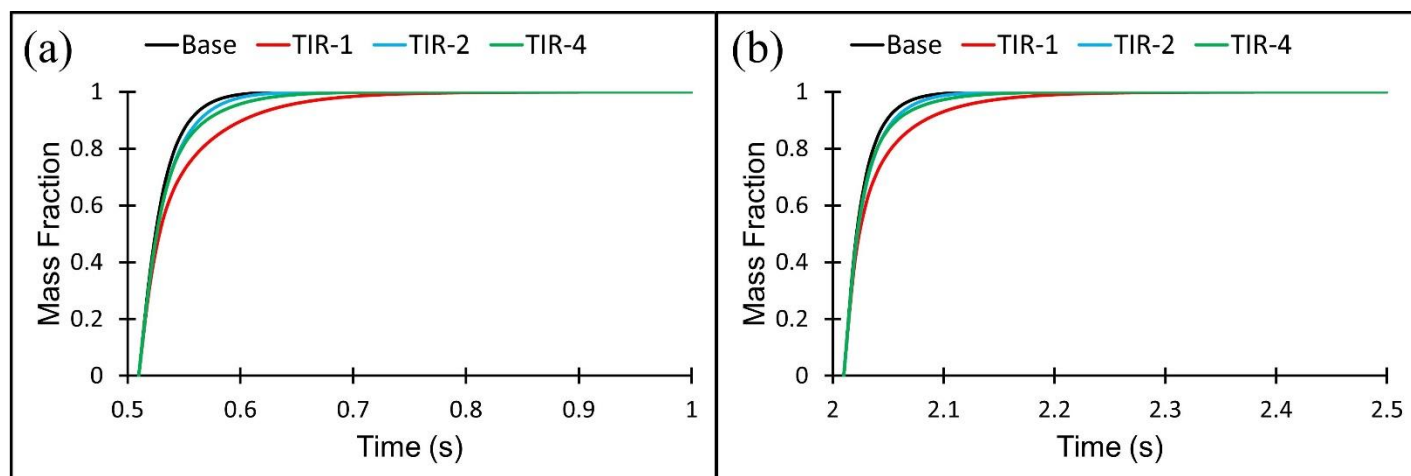 (a)
Base TIR-1 TIR-2 TIR-4
Mass Fraction
1
0.8
0.6
0.4
0.2
0
0.5 0.6 0.7 0.8 0.9 1
Time (s)
(b)
Base TIR-1 TIR-2 TIR-4
Mass Fraction
1
0.8
0.6
0.4
0.2
0
2 2.1 2.2 2.3 2.4 2.5
Time (s)